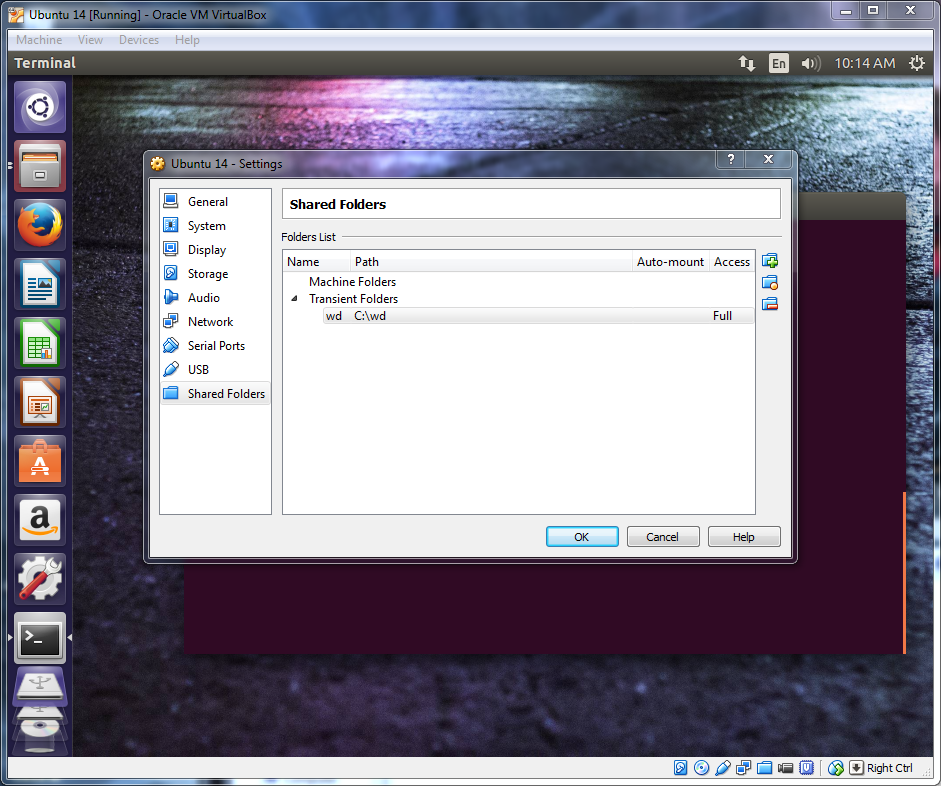 Ubuntu 14 [Running] - Oracle VM VirtualBox
Machine View Devices Help
Terminal En 10:14 AM
Ubuntu 14 - Settings ?
General
System
Display
Storage
Audio
Network
Serial Ports
USB
Shared Folders
Shared Folders
Folders List
Name Path Auto-mount Access
Machine Folders
Transient Folders
wd C:\wd Full
OK Cancel Help
a
>_
Right Ctrl